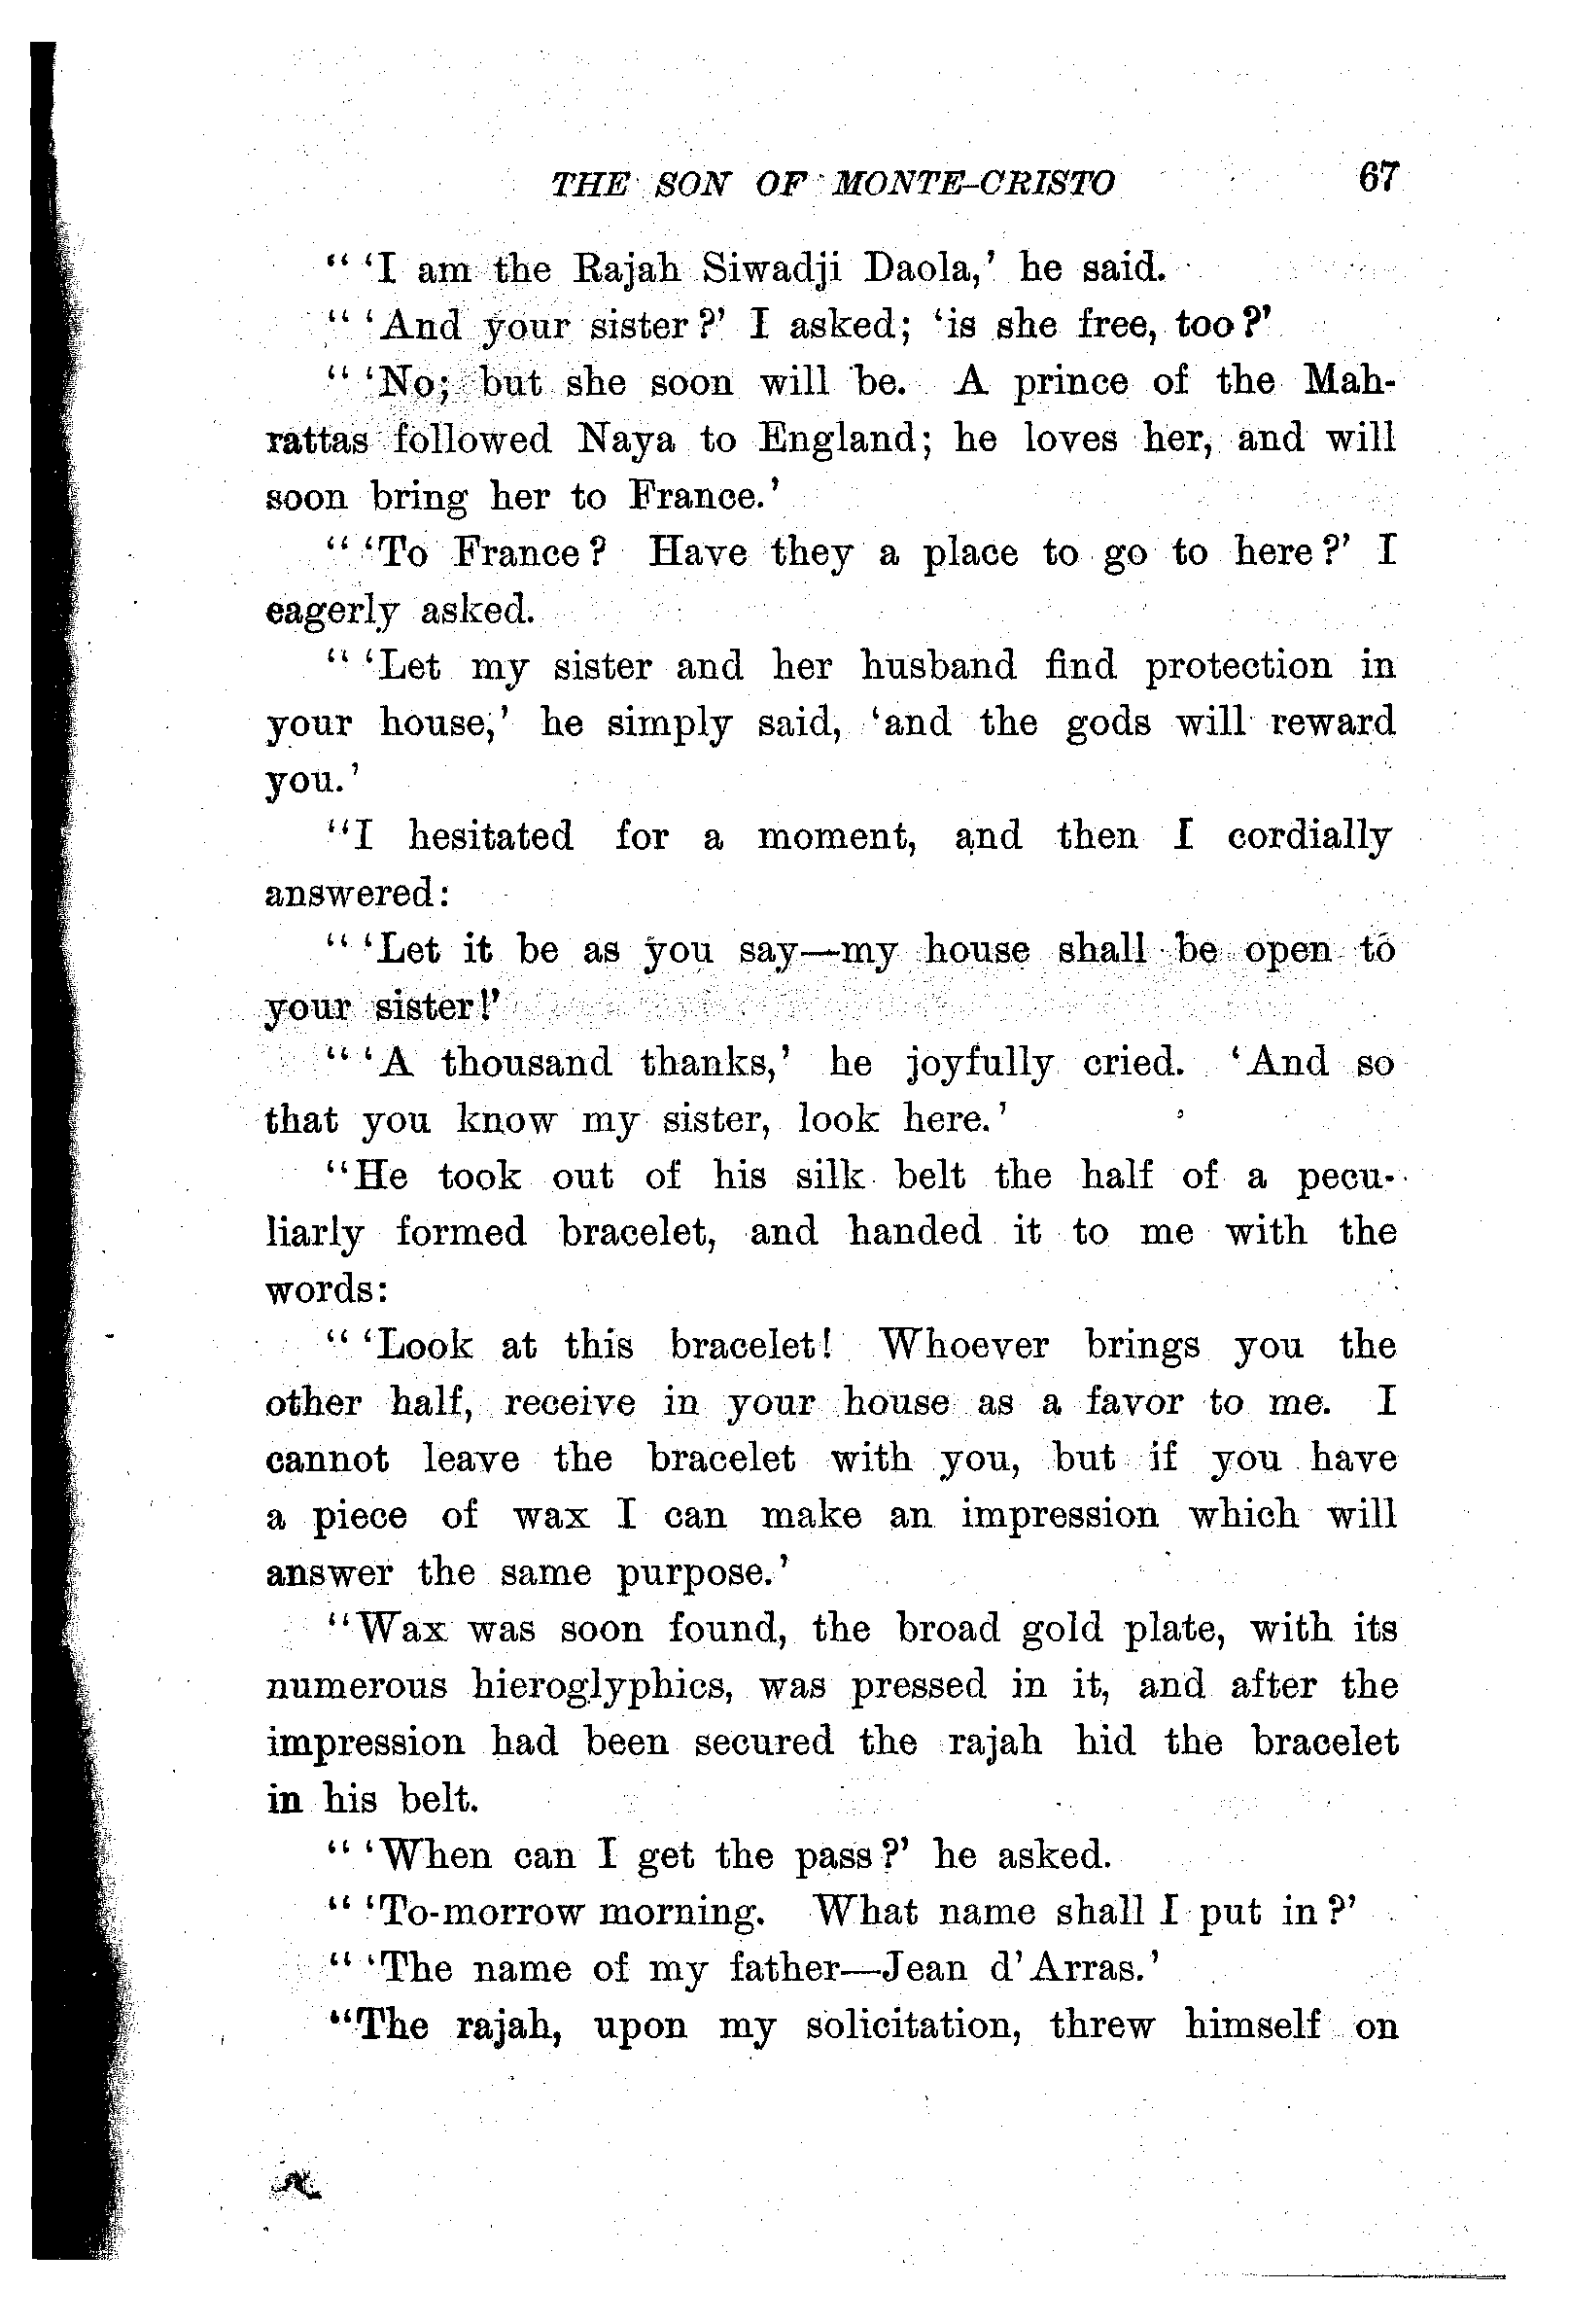 THE SON OF MONTE-CRISTO 67
“ ‘I am the Rajah Siwadji Daola,’ he said.
“ ‘And your sister?’ I asked; ‘is she free, too?’
“ ‘No; but she soon will be. A prince of the Mah-
rattas followed Naya to England; he loves her, and will
soon bring her to France.’
“ ‘To France? Have they a place to go to here?’ I
eagerly asked.
“ ‘Let my sister and her husband find protection in
your house,’ he simply said, ‘and the gods will reward
you.’
“I hesitated for a moment, and then I cordially
answered:
“ ‘Let it be as you say—my house shall be open to
your sister!’
“ ‘A thousand thanks,’ he joyfully cried. ‘And so
that you know my sister, look here.’
“He took out of his silk belt the half of a pecu-
liarly formed bracelet, and handed it to me with the
words:
“ ‘Look at this bracelet! Whoever brings you the
other half, receive in your house as a favor to me. I
cannot leave the bracelet with you, but if you have
a piece of wax I can make an impression which will
answer the same purpose.’
“Wax was soon found, the broad gold plate, with its
numerous hieroglyphics, was pressed in it, and after the
impression had been secured the rajah hid the bracelet
in his belt.
“ ‘When can I get the pass?’ he asked.
“ ‘To-morrow morning. What name shall I put in?’
“ ‘The name of my father—Jean d’Arras.’
“The rajah, upon my solicitation, threw himself on